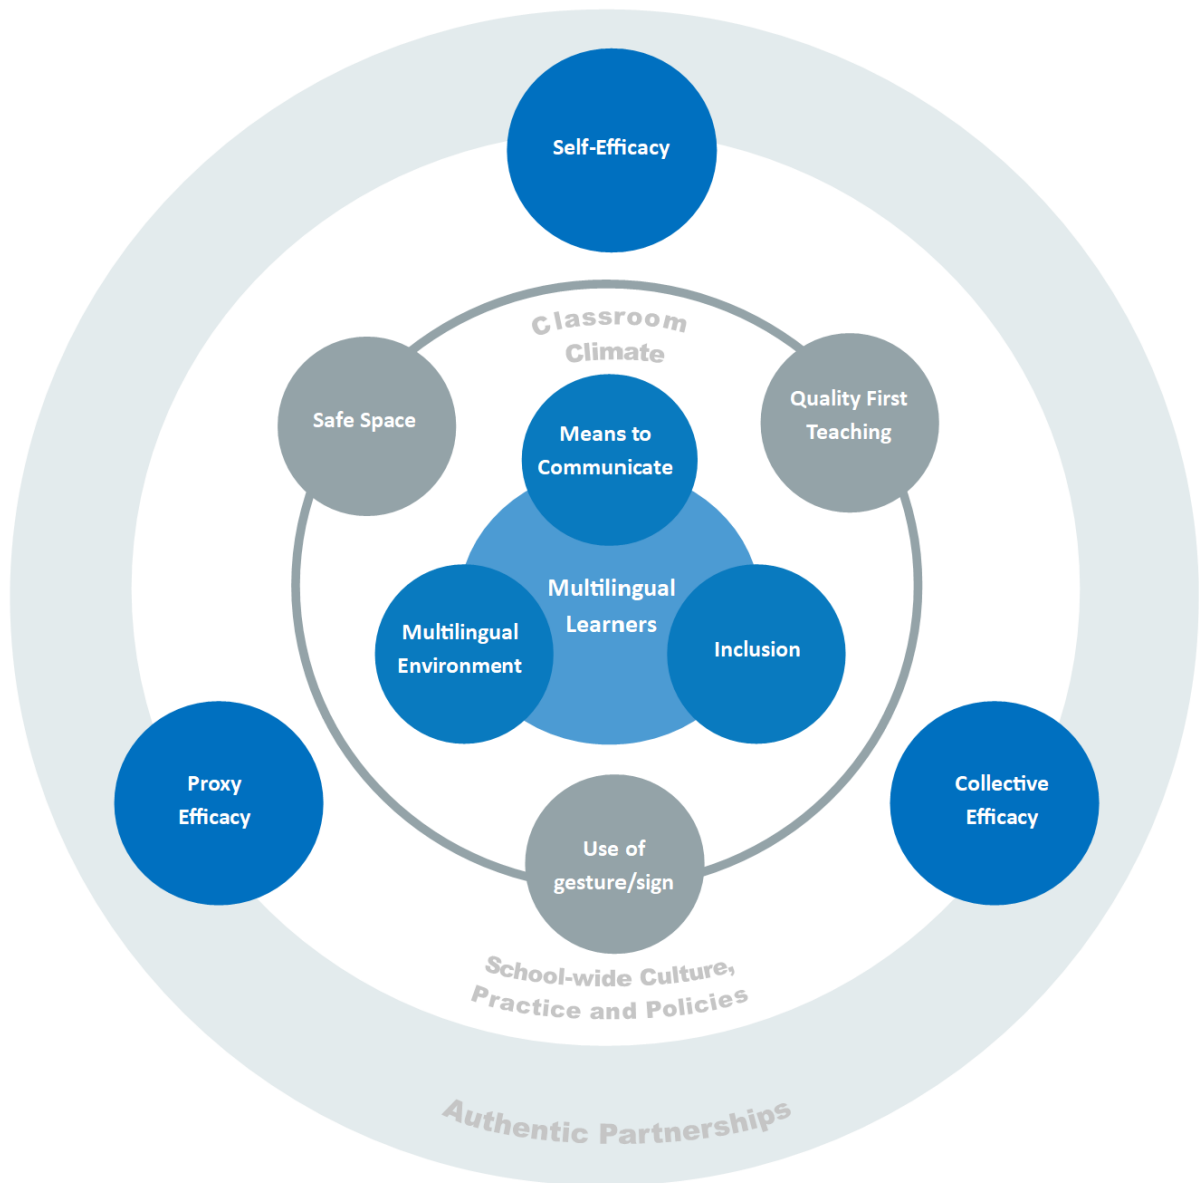 Self-Efficacy
Classroom
Climate
Safe Space
Quality First
Teaching
Means to
Communicate
Multilingual
Learners
Multilingual
Environment
Inclusion
Proxy
Efficacy
Collective
Efficacy
Use of
gesture/sign
School-wide Culture,
Practice and Policies
Authentic Partnerships